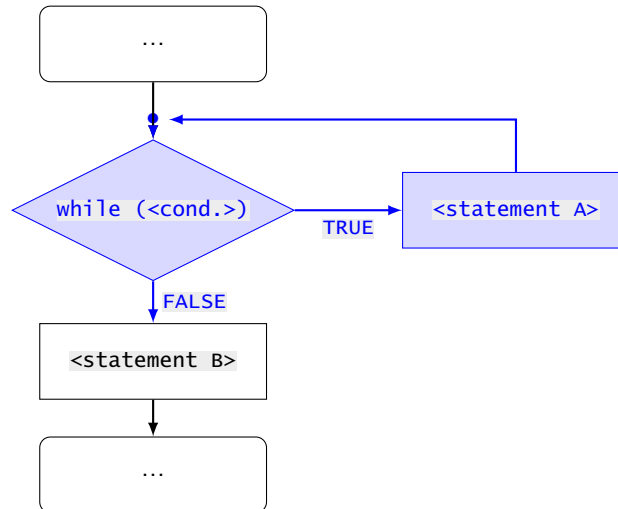 ...
while (<cond.>)
<statement A>
TRUE
FALSE
<statement B>
...